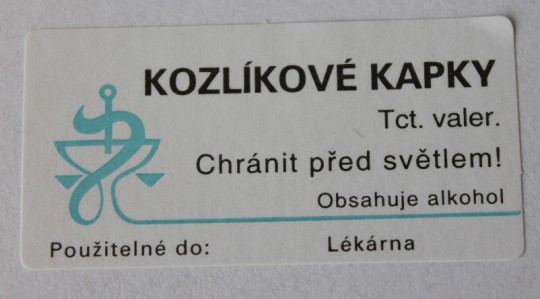 KOZLÍKOVÉ KAPKY
Tct. valer.
Chránit před světlem!
Obsahuje alkohol
Použitelné do: Lékárna